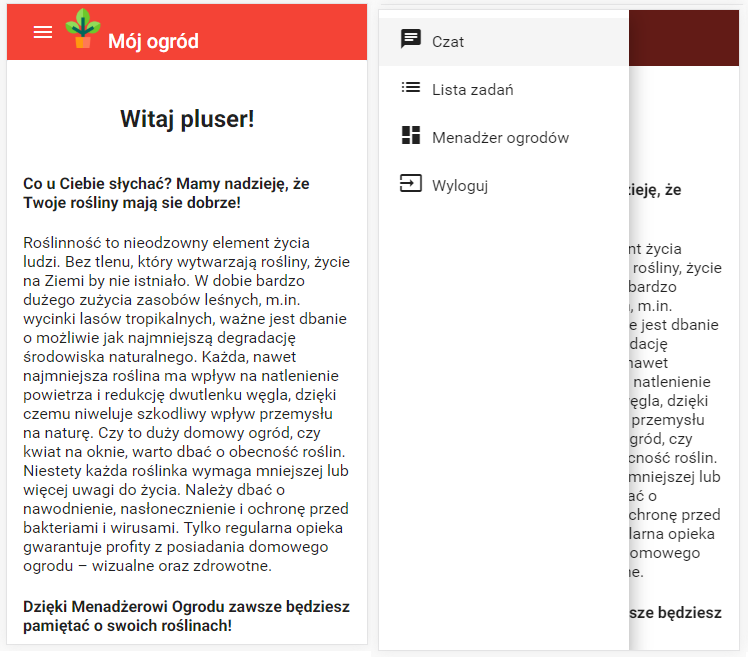 Mój ogród
Witaj pluser!
Co u Ciebie słychać? Mamy nadzieję, że
Twoje rośliny mają sie dobrze!
Roślinność to nieodzowny element życia
ludzi. Bez tlenu, który wytwarzają rośliny, życie
na Ziemi by nie istniało. W dobie bardzo
dużego zużycia zasobów leśnych, m.in.
wycinki lasów tropikalnych, ważne jest dbanie
o możliwie jak najmniejszą degradację
środowiska naturalnego. Każda, nawet
najmniejsza roślina ma wpływ na natlenienie
powietrza i redukcję dwutlenku węgla, dzięki
czemu niweluje szkodliwy wpływ przemysłu
na naturę. Czy to duży domowy ogród, czy
kwiat na oknie, warto dbać o obecność roślin.
Niestety każda roślinka wymaga mniejszej lub
więcej uwagi do życia. Należy dbać o
nawodnienie, nasłonecznienie i ochronę przed
bakteriami i wirusami. Tylko regularna opieka
gwarantuje profity z posiadania domowego
ogrodu – wizualne oraz zdrowotne.
Dzięki Menadżerowi Ogrodu zawsze będziesz
pamiętać o swoich roślinach!
Czat
Lista zadań
Menadżer ogrodów
Wyloguj
ieję, że
nt życia
rośliny, życie
bardzo
, m.in.
e jest dbanie
dację
nawet
natlenienie
ęgla, dzięki
przemysłu
gród, czy
cność roślin.
mniejszej lub
ać o
chronę przed
larna opieka
omowego
ne.
sze będziesz